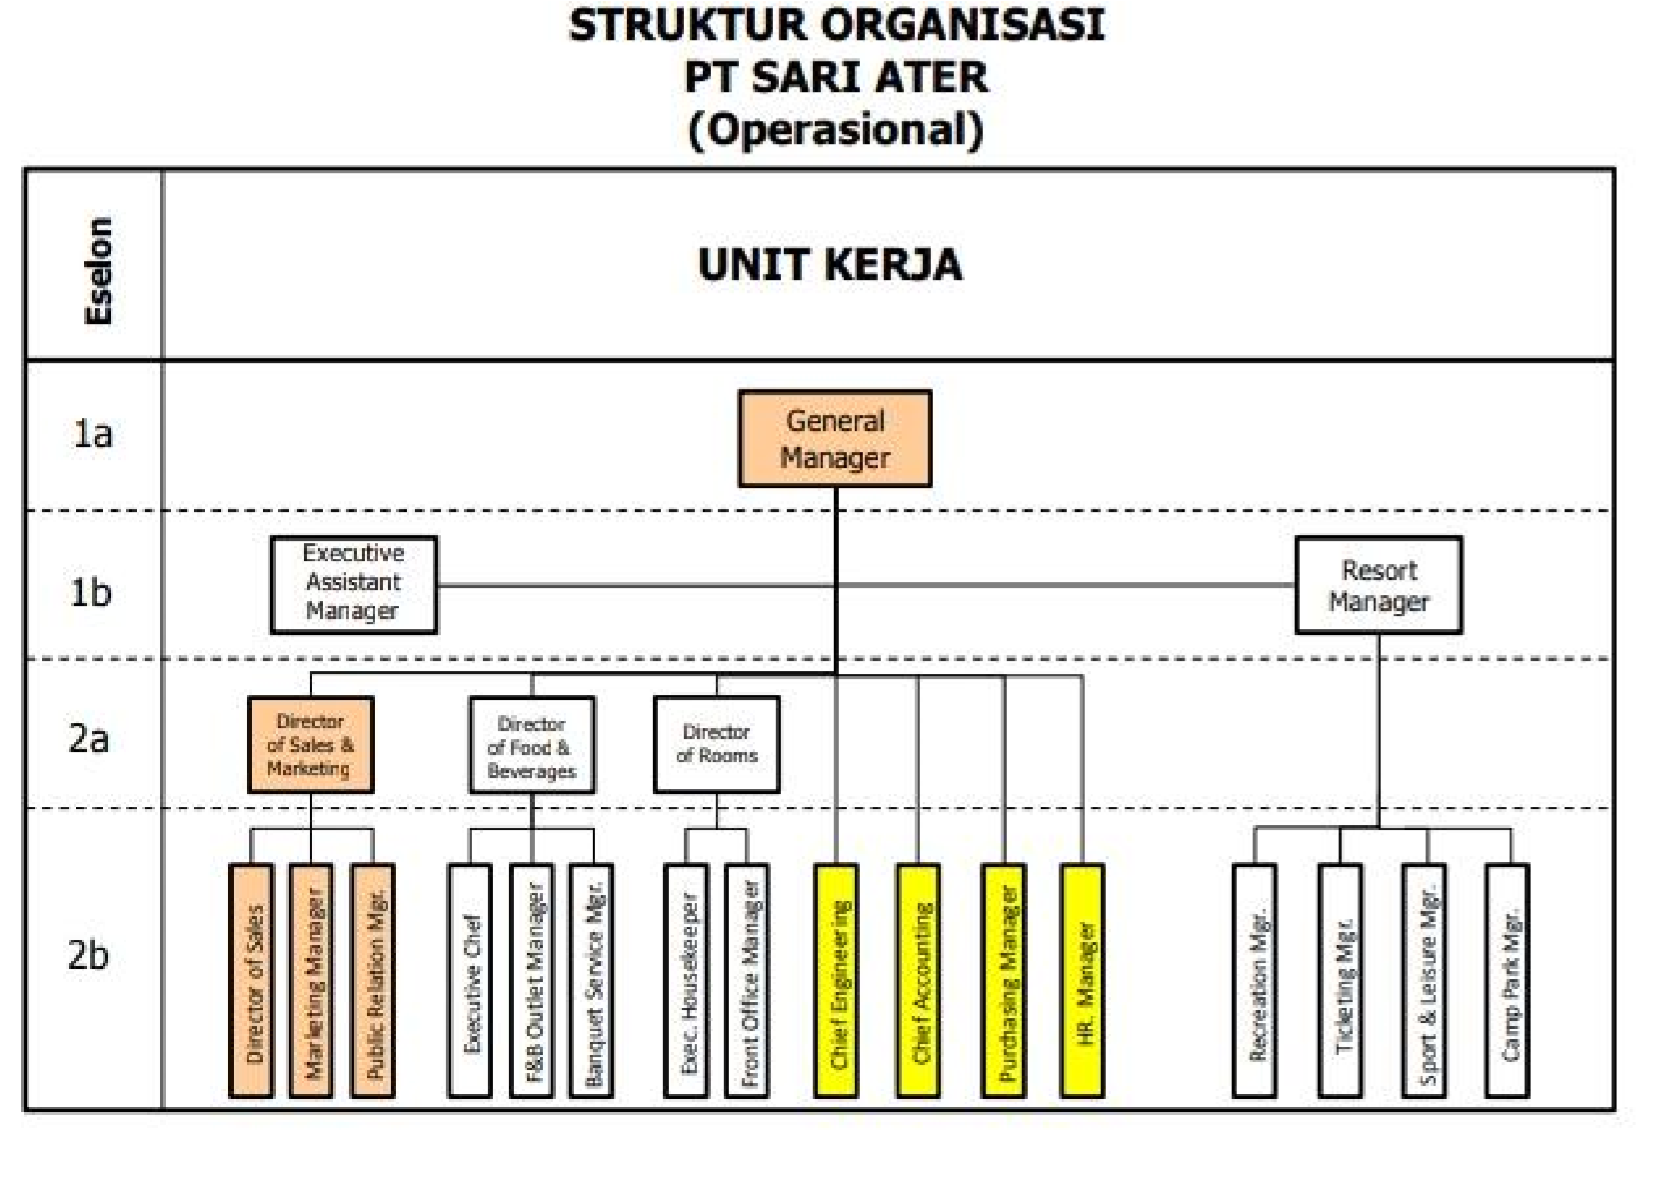 STRUKTUR ORGANISASI
PT SARI ATER
(Operasional)
Eselon
UNIT KERJA
1a
General
Manager
1b
Executive
Assistant
Manager
Resort
Manager
2a
Director
of Sales &
Marketing
Director
of Food &
Beverages
Director
of Rooms
2b
Director of Sales
Marketing Manager
Public Relation Mgr.
Executive Chef
F&B Outlet Manager
Banquet Service Mgr.
Exec. Housekeeper
Front Office Manager
Chief Engineering
Chief Accounting
Purchasing Manager
HR. Manager
Recreation Mgr.
Ticketing Mgr.
Sport & Leisure Mgr.
Camp Park Mgr.